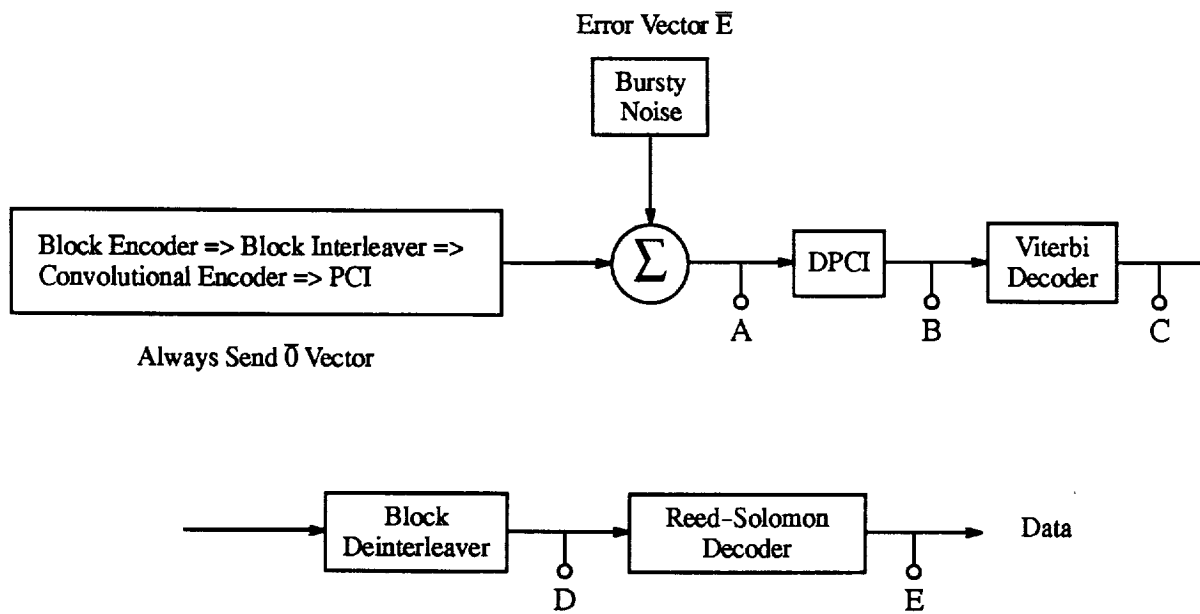 Error Vector E̅
Bursty
Noise
Block Encoder => Block Interleaver =>
Convolutional Encoder => PCI
Σ
DPCI
Viterbi
Decoder
A
B
C
Always Send 0̅ Vector
Block
Deinterleaver
Reed-Solomon
Decoder
Data
D
E